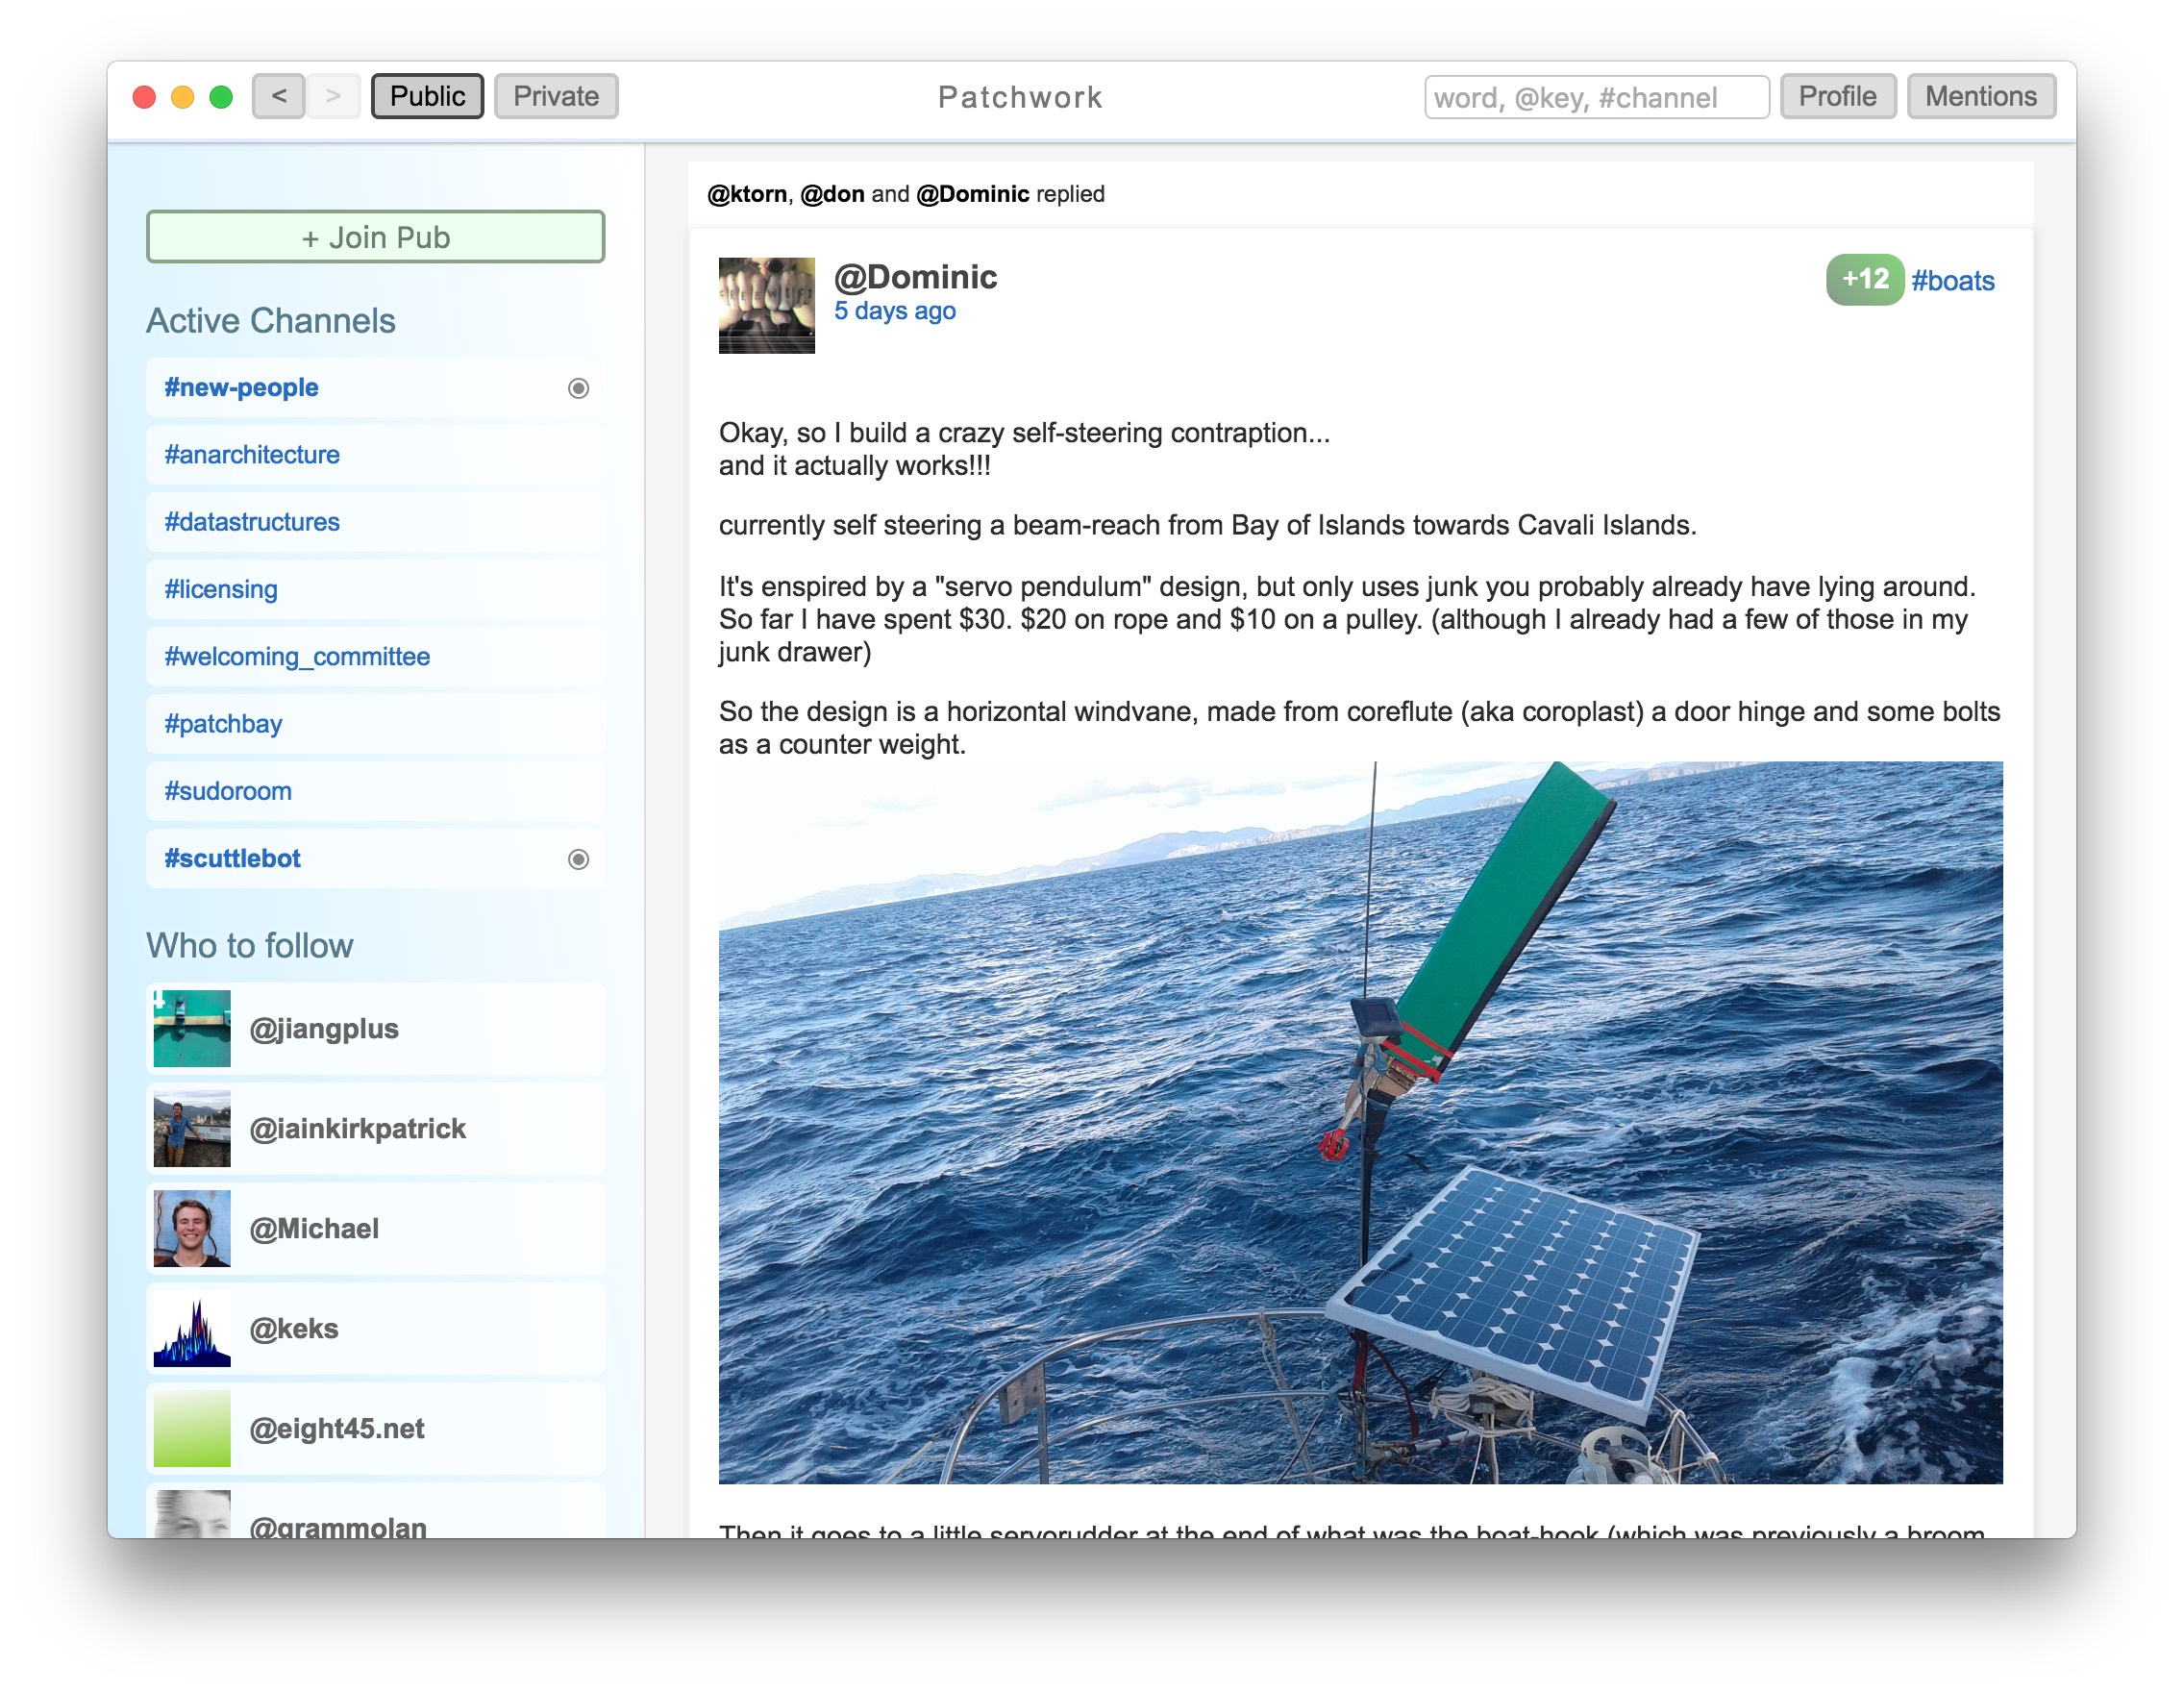 < > Public Private Patchwork word, @key, #channel Profile Mentions
+ Join Pub
Active Channels
#new-people
#anarchitecture
#datastructures
#licensing
#welcoming_committee
#patchbay
#sudoroom
#scuttlebot
Who to follow
@jiangplus
@iainkirkpatrick
@Michael
@keks
@eight45.net
@grammolan
@ktorn, @don and @Dominic replied
@Dominic
5 days ago
+12 #boats
Okay, so I build a crazy self-steering contraption...
and it actually works!!!
currently self steering a beam-reach from Bay of Islands towards Cavali Islands.
It's enspired by a "servo pendulum" design, but only uses junk you probably already have lying around.
So far I have spent $30. $20 on rope and $10 on a pulley. (although I already had a few of those in my
junk drawer)
So the design is a horizontal windvane, made from coreflute (aka coroplast) a door hinge and some bolts
as a counter weight.
Then it goes to a little servorudder at the end of what was the boat-hook (which was previously a broom